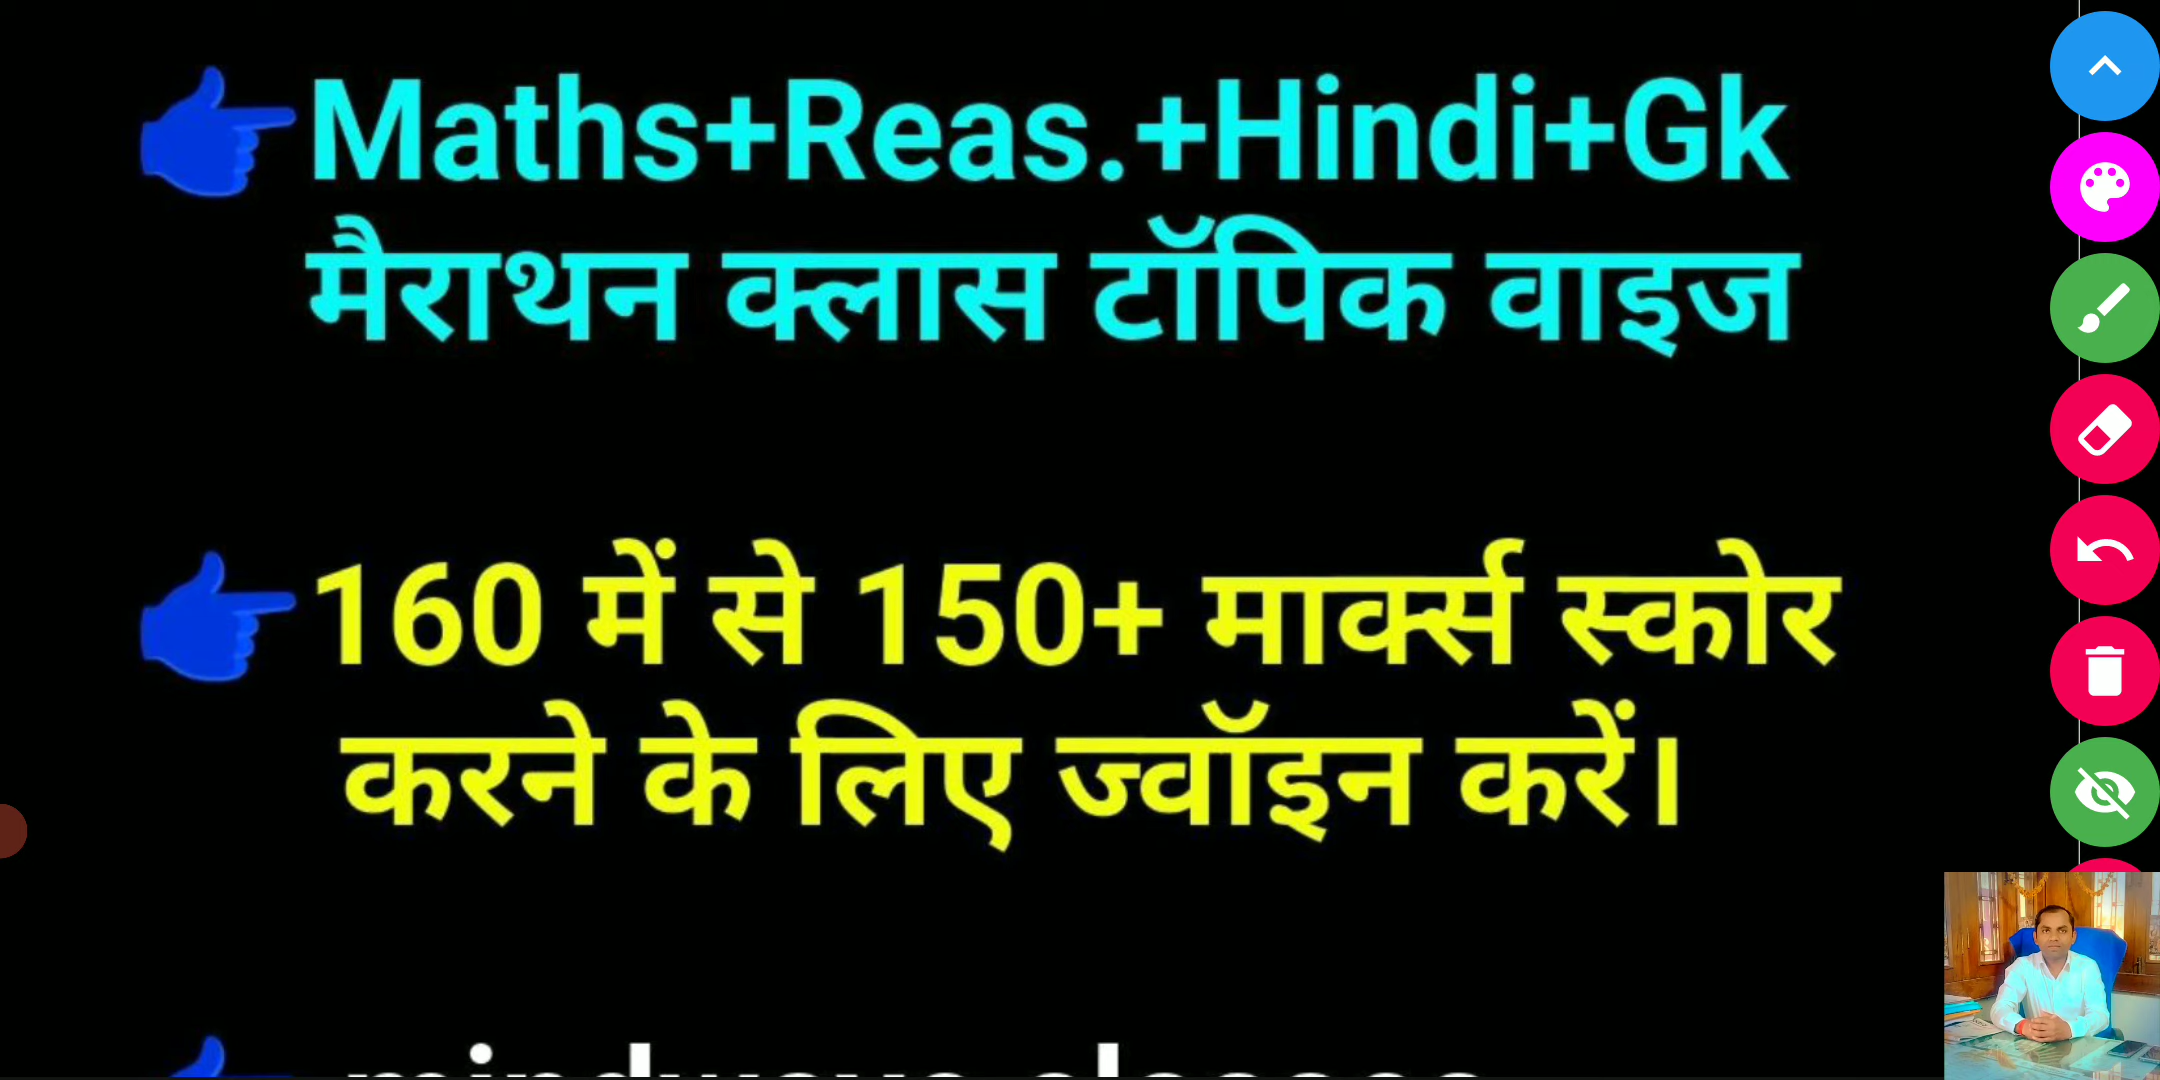 Maths+Reas.+Hindi+Gk
मैराथन क्लास टॉपिक वाइज
160 में से 150+ मार्क्स स्कोर
करने के लिए ज्वॉइन करें।